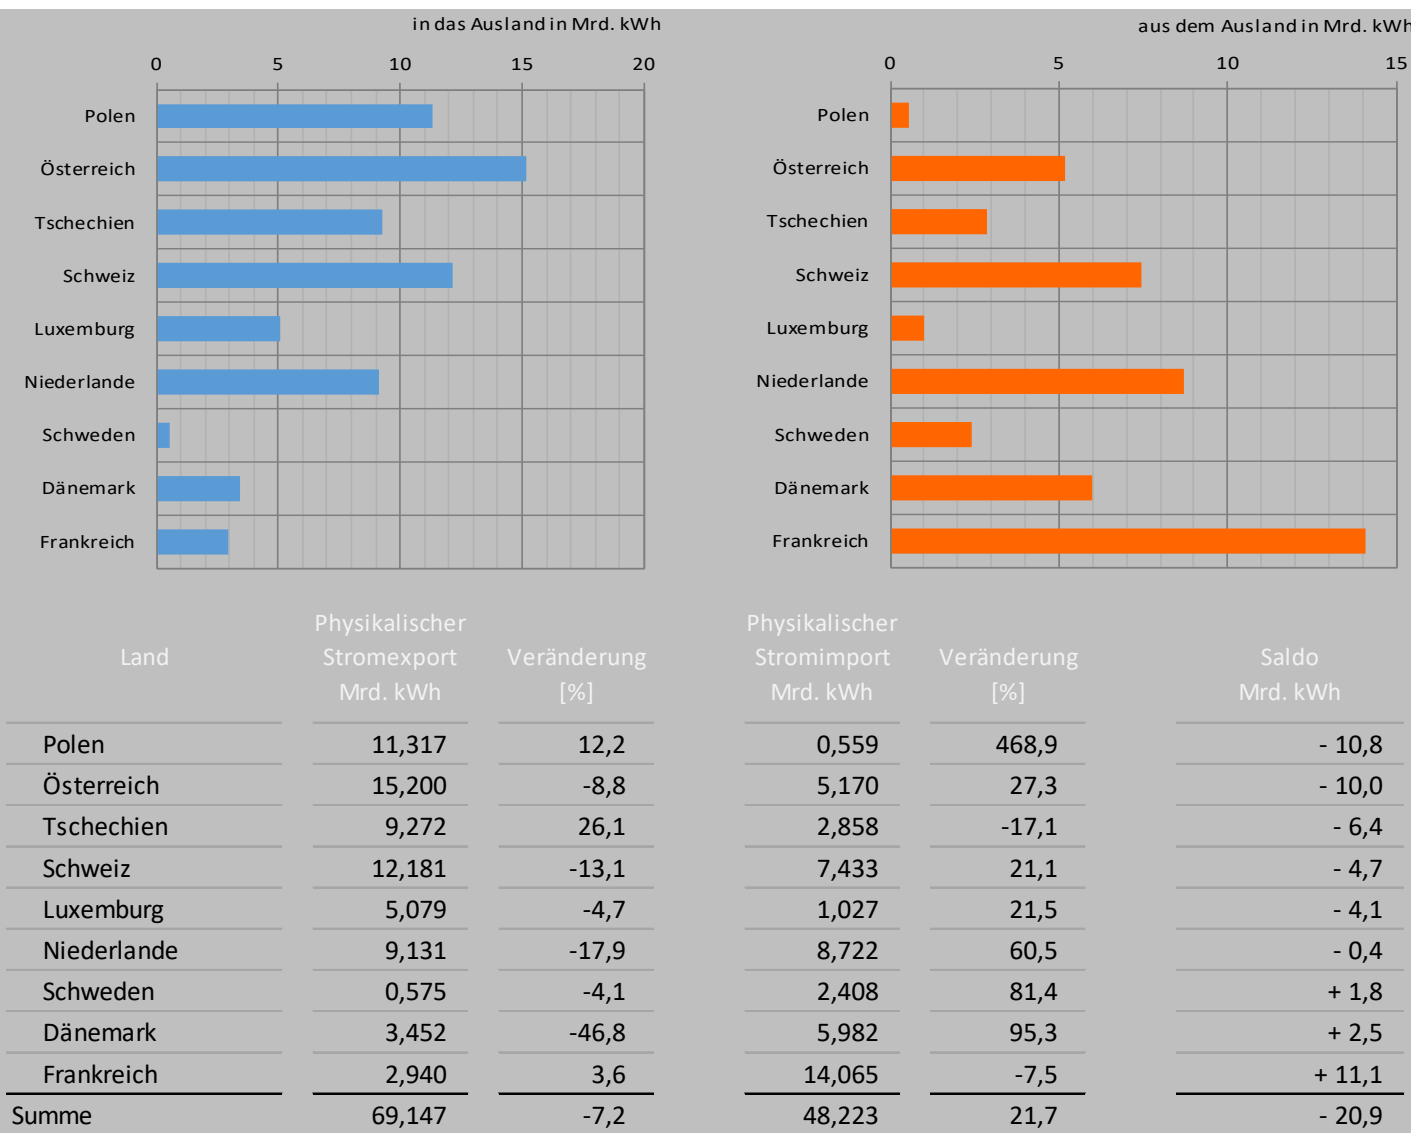 in das Ausland in Mrd. kWh
0 5 10 15 20
Polen
Österreich
Tschechien
Schweiz
Luxemburg
Niederlande
Schweden
Dänemark
Frankreich
aus dem Ausland in Mrd. kWh
0 5 10 15
Polen
Österreich
Tschechien
Schweiz
Luxemburg
Niederlande
Schweden
Dänemark
Frankreich
Physikalischer Physikalischer
Land Stromexport Veränderung Stromimport Veränderung Saldo
Mrd. kWh [%] Mrd. kWh [%] Mrd. kWh
Polen 11,317 12,2 0,559 468,9 - 10,8
Österreich 15,200 -8,8 5,170 27,3 - 10,0
Tschechien 9,272 26,1 2,858 -17,1 - 6,4
Schweiz 12,181 -13,1 7,433 21,1 - 4,7
Luxemburg 5,079 -4,7 1,027 21,5 - 4,1
Niederlande 9,131 -17,9 8,722 60,5 - 0,4
Schweden 0,575 -4,1 2,408 81,4 + 1,8
Dänemark 3,452 -46,8 5,982 95,3 + 2,5
Frankreich 2,940 3,6 14,065 -7,5 + 11,1
Summe 69,147 -7,2 48,223 21,7 - 20,9